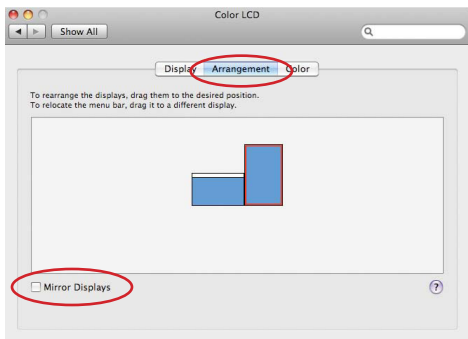 Color LCD
Show All
Display Arrangement Color
To rearrange the displays, drag them to the desired position.
To relocate the menu bar, drag it to a different display.
Mirror Displays
?